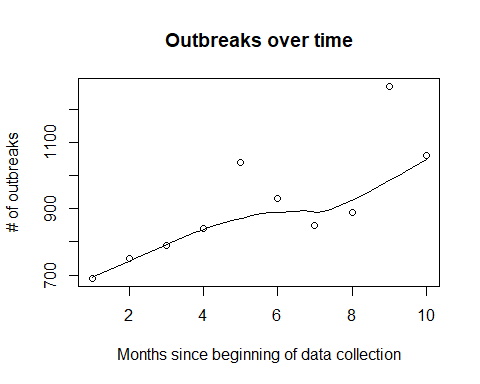 Outbreaks over time
# of outbreaks
700
900
1100
2
4
6
8
10
Months since beginning of data collection